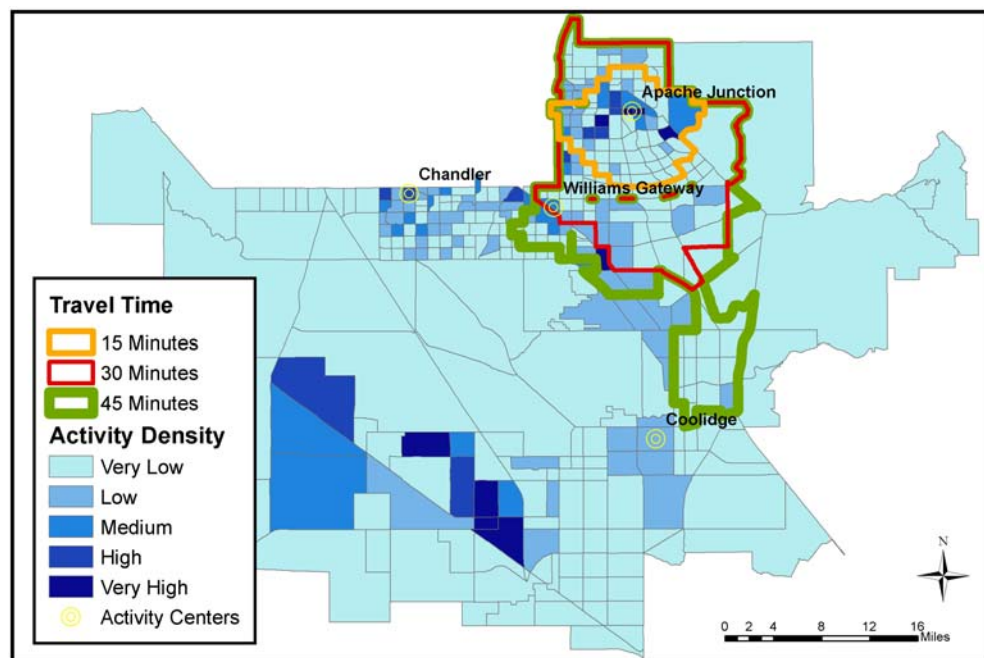 Apache Junction
Chandler
Williams Gateway
Travel Time
15 Minutes
30 Minutes
45 Minutes
Activity Density
Very Low
Low
Medium
High
Very High
Activity Centers
Coolidge
N
0 2 4 8 12 16
Miles